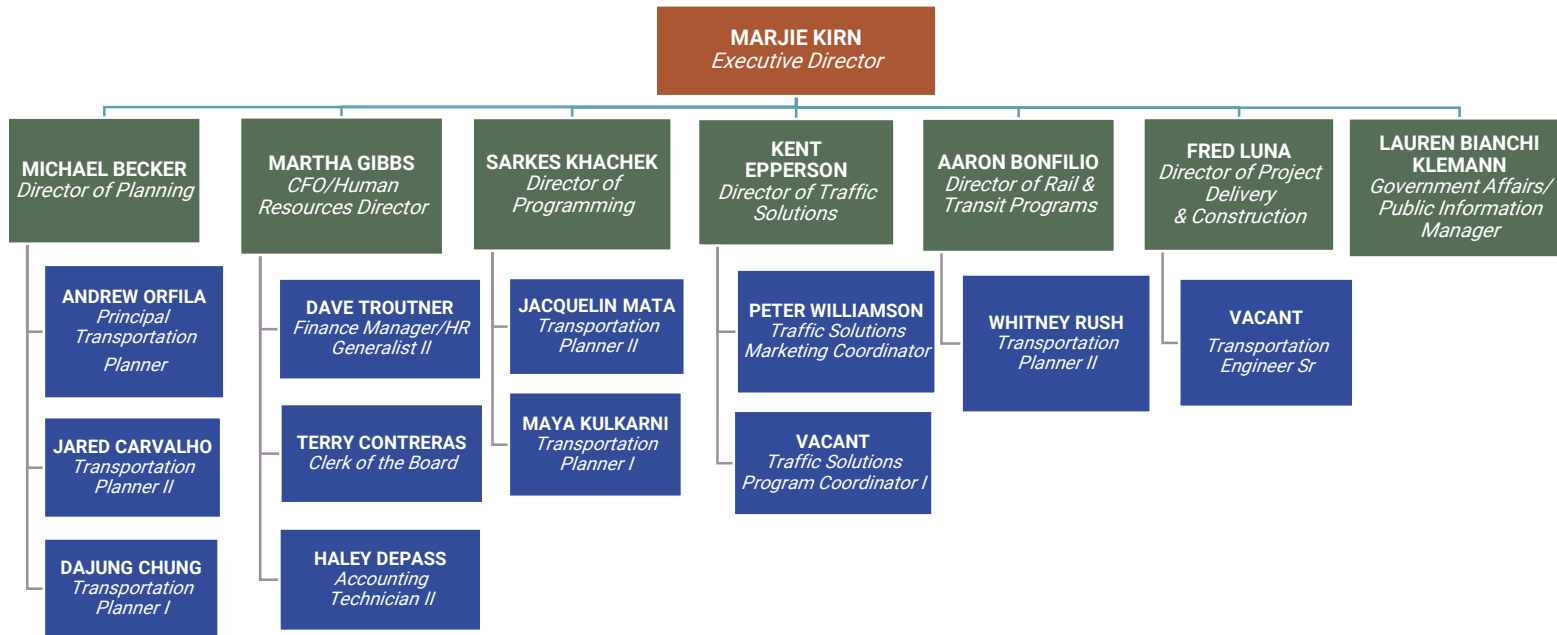 MARJIE KIRN
Executive Director
MICHAEL BECKER
Director of Planning
MARTHA GIBBS
CFO/Human
Resources Director
SARKES KHACHEK
Director of
Programming
KENT
EPPERSON
Director of Traffic
Solutions
AARON BONFILIO
Director of Rail &
Transit Programs
FRED LUNA
Director of Project
Delivery
& Construction
LAUREN BIANCHI
KLEMANN
Government Affairs/
Public Information
Manager
ANDREW ORFILA
Principal
Transportation
Planner
JARED CARVALHO
Transportation
Planner II
DAJUNG CHUNG
Transportation
Planner I
DAVE TROUTNER
Finance Manager/HR
Generalist II
TERRY CONTRERAS
Clerk of the Board
HALEY DEPASS
Accounting
Technician II
JACQUELIN MATA
Transportation
Planner II
MAYA KULKARNI
Transportation
Planner I
PETER WILLIAMSON
Traffic Solutions
Marketing Coordinator
VACANT
Traffic Solutions
Program Coordinator I
WHITNEY RUSH
Transportation
Planner II
VACANT
Transportation
Engineer Sr